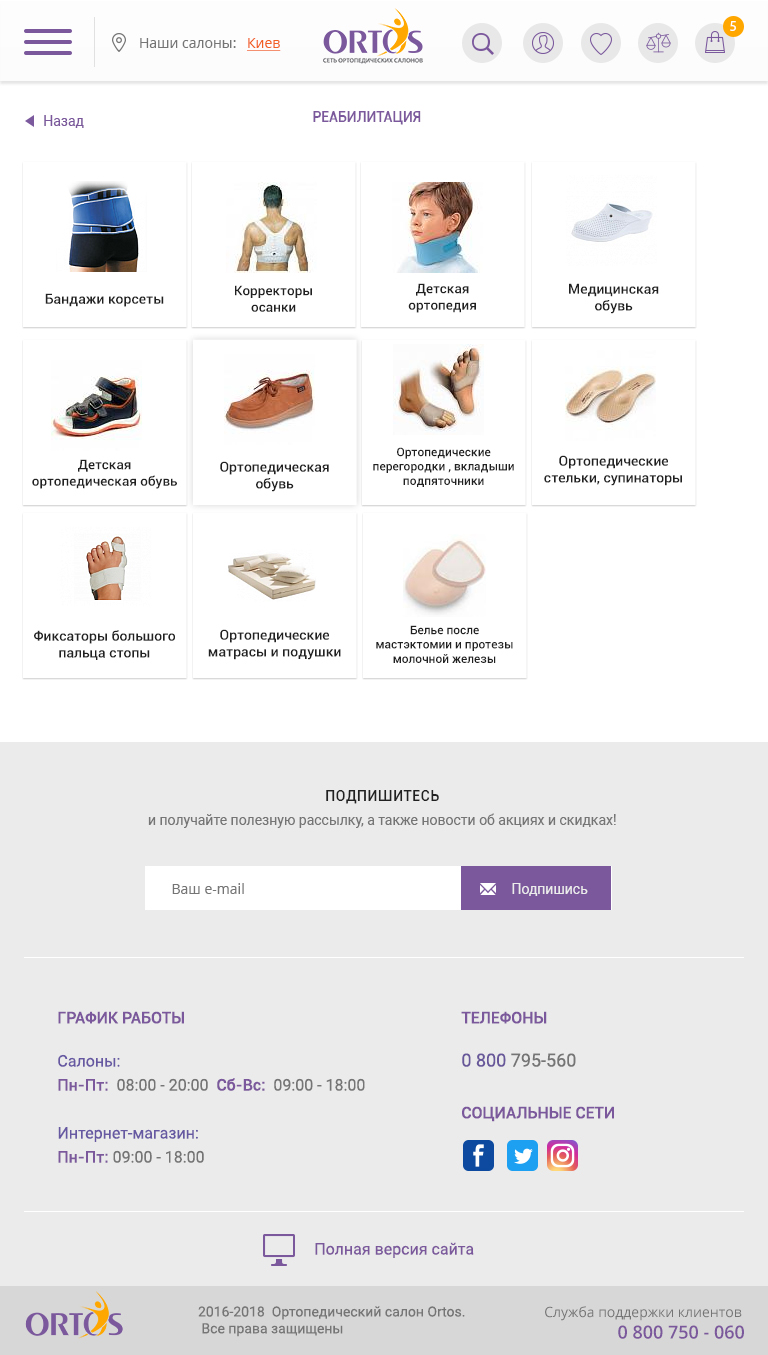 Наши салоны: Киев
ORTOS
СЕТЬ ОРТОПЕДИЧЕСКИХ САЛОНОВ
5
Назад
РЕАБИЛИТАЦИЯ
Бандажи корсеты
Корректоры
осанки
Детская
ортопедия
Медицинская
обувь
Детская
ортопедическая обувь
Ортопедическая
обувь
Ортопедические
перегородки , вкладыши
подпяточники
Ортопедические
стельки, супинаторы
Фиксаторы большого
пальца стопы
Ортопедические
матрасы и подушки
Белье после
мастэктомии и протезы
молочной железы
ПОДПИШИТЕСЬ
и получайте полезную рассылку, а также новости об акциях и скидках!
Ваш e-mail
Подпишись
ГРАФИК РАБОТЫ
Салоны:
Пн-Пт: 08:00 - 20:00 Сб-Вс: 09:00 - 18:00
Интернет-магазин:
Пн-Пт: 09:00 - 18:00
ТЕЛЕФОНЫ
0 800 795-560
СОЦИАЛЬНЫЕ СЕТИ
Полная версия сайта
ORTOS
2016-2018 Ортопедический салон Ortos.
Все права защищены
Служба поддержки клиентов
0 800 750 - 060